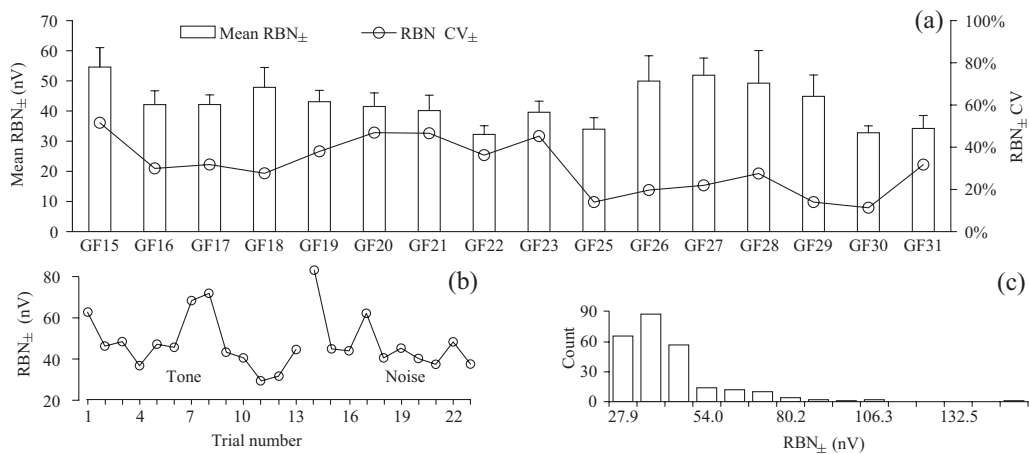 (a)
Mean RBN± RBN CV±
Mean RBN± (nV)
70
60
50
40
30
20
10
0
100%
80%
60%
40%
20%
0%
RBN± CV
GF15 GF16 GF17 GF18 GF19 GF20 GF21 GF22 GF23 GF25 GF26 GF27 GF28 GF29 GF30 GF31
(b)
RBN± (nV)
80
60
40
20
Tone Noise
1 4 7 10 13 16 19 22
Trial number
(c)
Count
90
60
30
0
27.9 54.0 80.2 106.3 132.5
RBN± (nV)